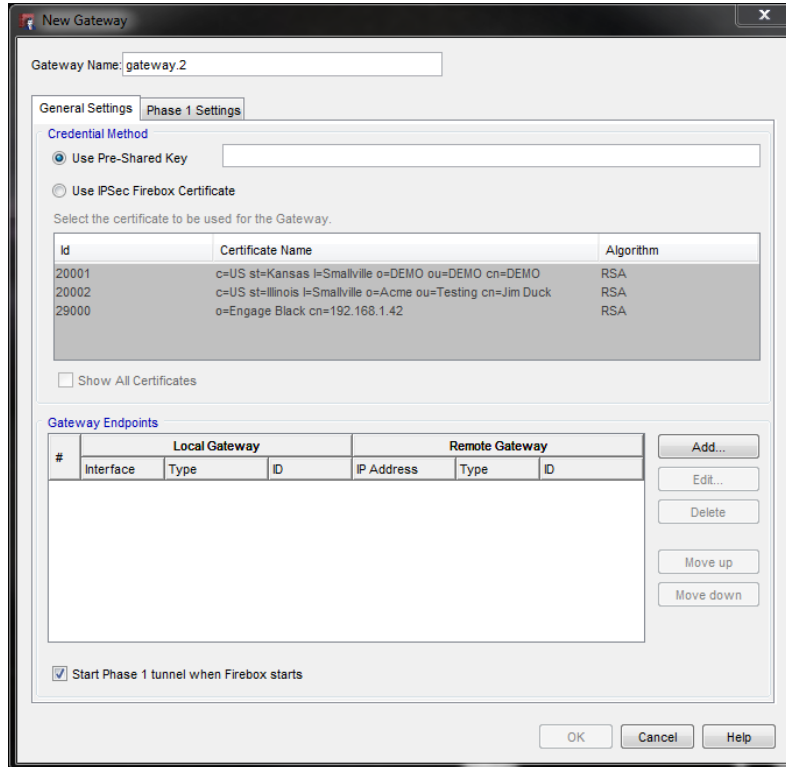 New Gateway
X
Gateway Name: gateway.2
General Settings Phase 1 Settings
Credential Method
Use Pre-Shared Key
Use IPSec Firebox Certificate
Select the certificate to be used for the Gateway.
Id Certificate Name Algorithm
20001 c=US st=Kansas l=Smallville o=DEMO ou=DEMO cn=DEMO RSA
20002 c=US st=Illinois l=Smallville o=Acme ou=Testing cn=Jim Duck RSA
29000 o=Engage Black cn=192.168.1.42 RSA
Show All Certificates
Gateway Endpoints
# Local Gateway Remote Gateway
Interface Type ID IP Address Type ID
Add...
Edit...
Delete
Move up
Move down
Start Phase 1 tunnel when Firebox starts
OK Cancel Help